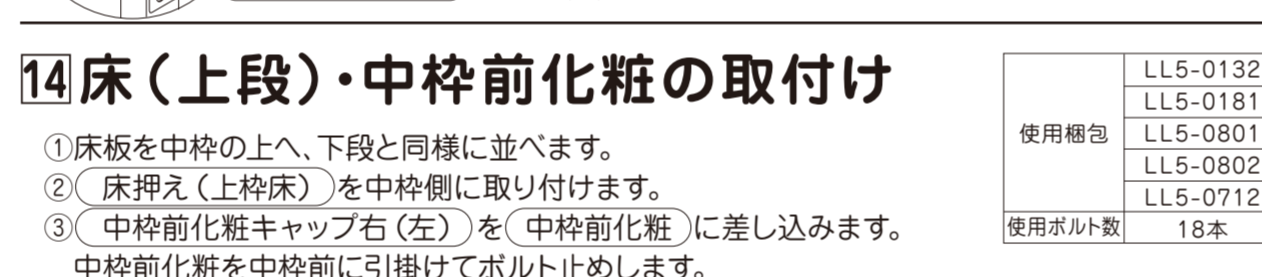 14 床(上段)・中枠前化粧の取付け
①床板を中枠の上へ、下段と同様に並べます。
②床押え(上枠床)を中枠側に取り付けます。
③中枠前化粧キャップ右(左)を中枠前化粧に差し込みます。
中枠前化粧を中枠前に引掛けてボルト止めします。
使用梱包
LL5-0132
LL5-0181
LL5-0801
LL5-0802
LL5-0712
使用ボルト数 18本